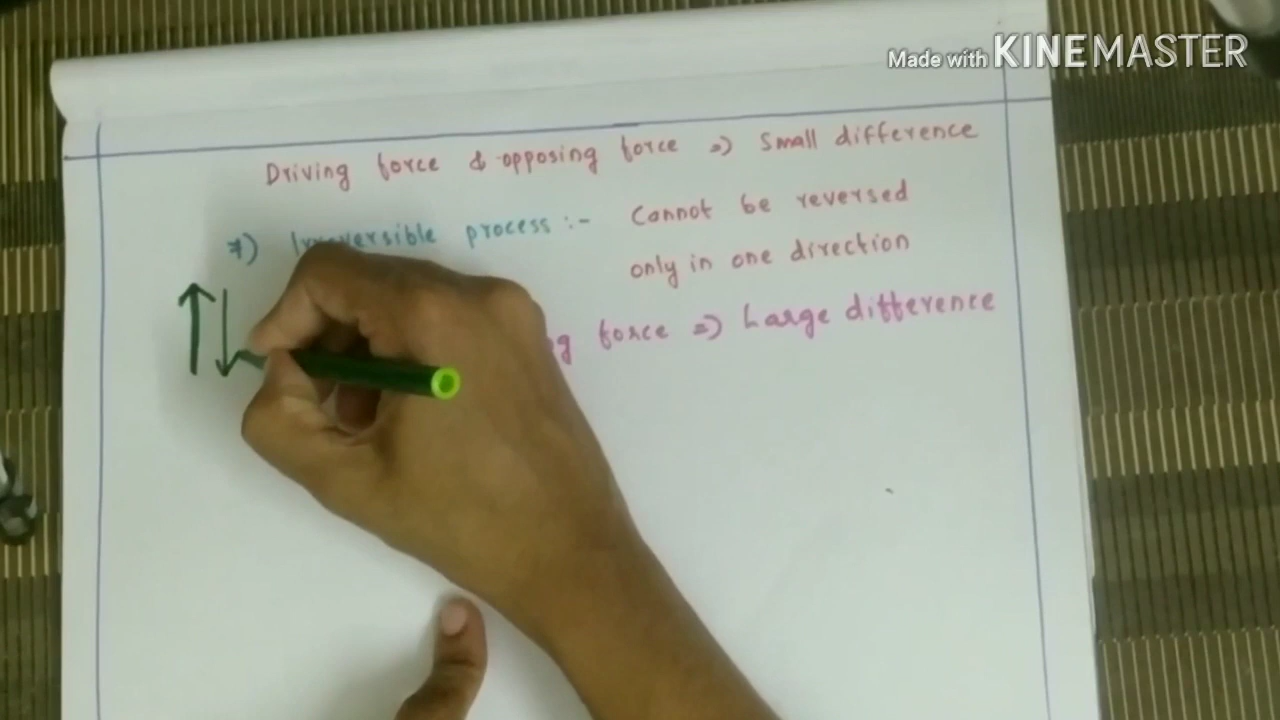 Made with KINEMASTER
Driving force & opposing force => Small difference
*) Irreversible process :- Cannot be reversed
only in one direction
force => Large difference